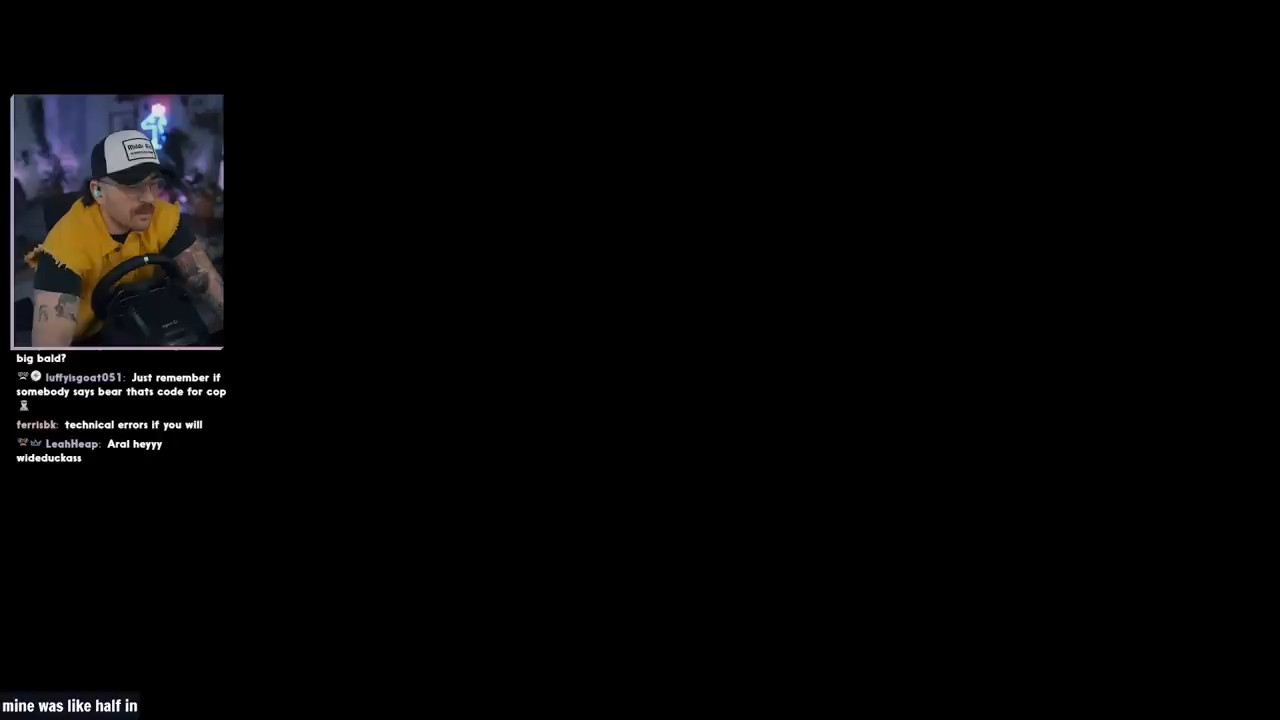 big bald?
luffyisgoat051: Just remember if
somebody says bear thats code for cop
ferrisbk: technical errors if you will
LeahHeap: Aral heyyy
wideduckass
mine was like half in